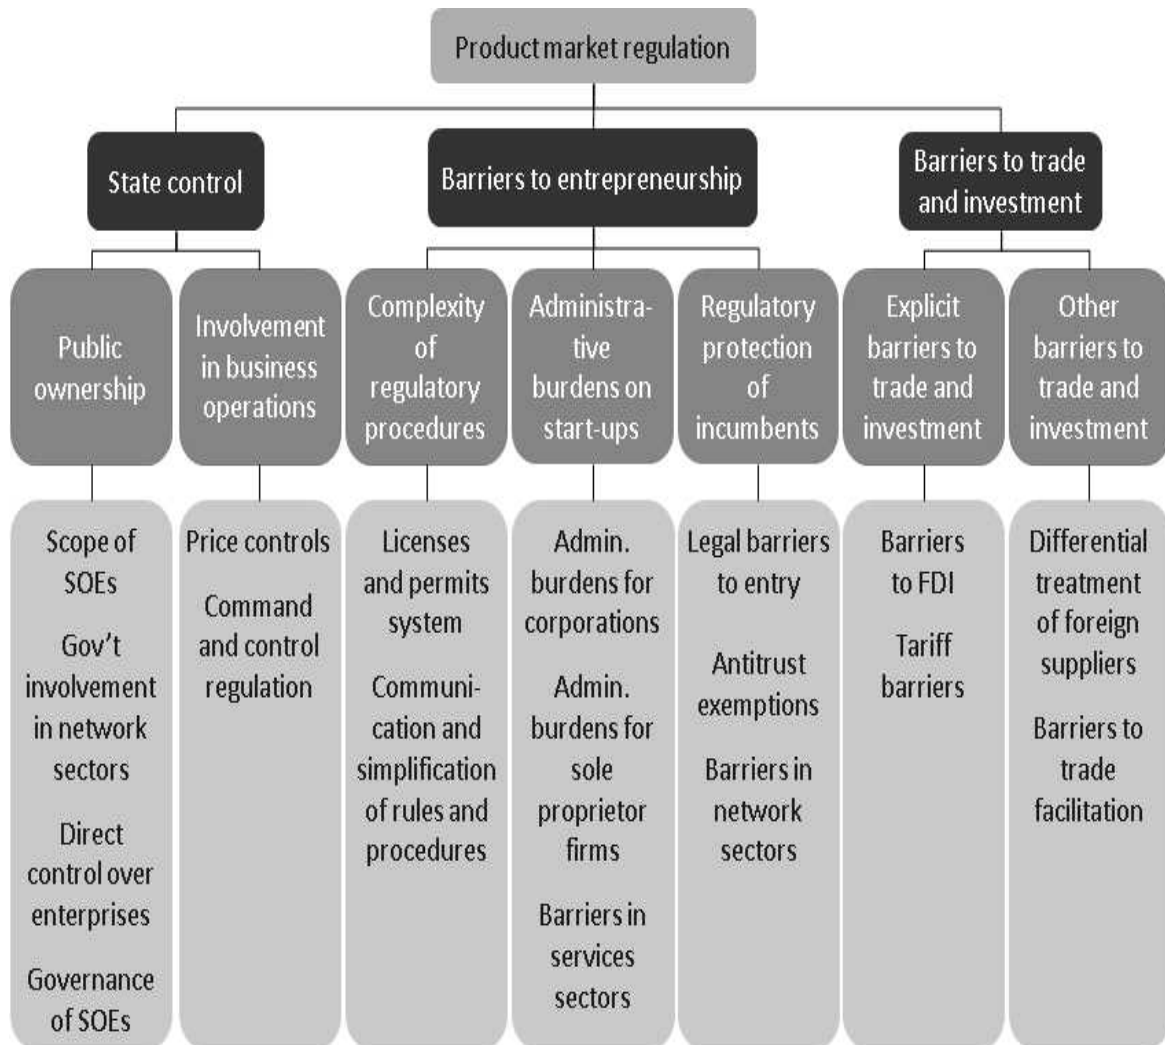 Product market regulation
State control
Barriers to entrepreneurship
Barriers to trade
and investment
Public
ownership
Involvement
in business
operations
Complexity
of
regulatory
procedures
Administra-
tive
burdens on
start-ups
Regulatory
protection
of
incumbents
Explicit
barriers to
trade and
investment
Other
barriers to
trade and
investment
Scope of
SOEs
Gov't
involvement
in network
sectors
Direct
control over
enterprises
Governance
of SOEs
Price controls
Command
and control
regulation
Licenses
and permits
system
Communi-
cation and
simplification
of rules and
procedures
Admin.
burdens for
corporations
Admin.
burdens for
sole
proprietor
firms
Barriers in
services
sectors
Legal barriers
to entry
Antitrust
exemptions
Barriers in
network
sectors
Barriers
to FDI
Tariff
barriers
Differential
treatment
of foreign
suppliers
Barriers to
trade
facilitation